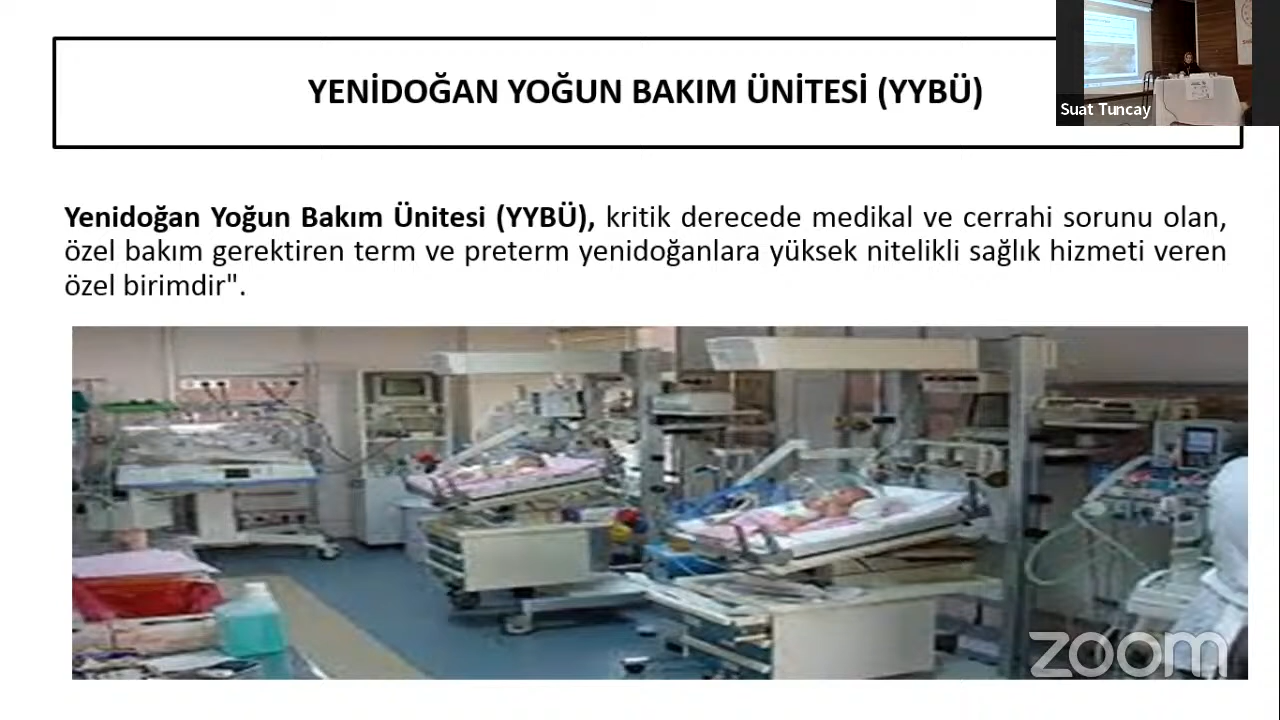 YENİDOĞAN YOĞUN BAKIM ÜNİTESİ (YYBÜ)
Suat Tuncay
Yenidoğan Yoğun Bakım Ünitesi (YYBÜ), kritik derecede medikal ve cerrahi sorunu olan,
özel bakım gerektiren term ve preterm yenidoğanlara yüksek nitelikli sağlık hizmeti veren
özel birimdir".
zoom